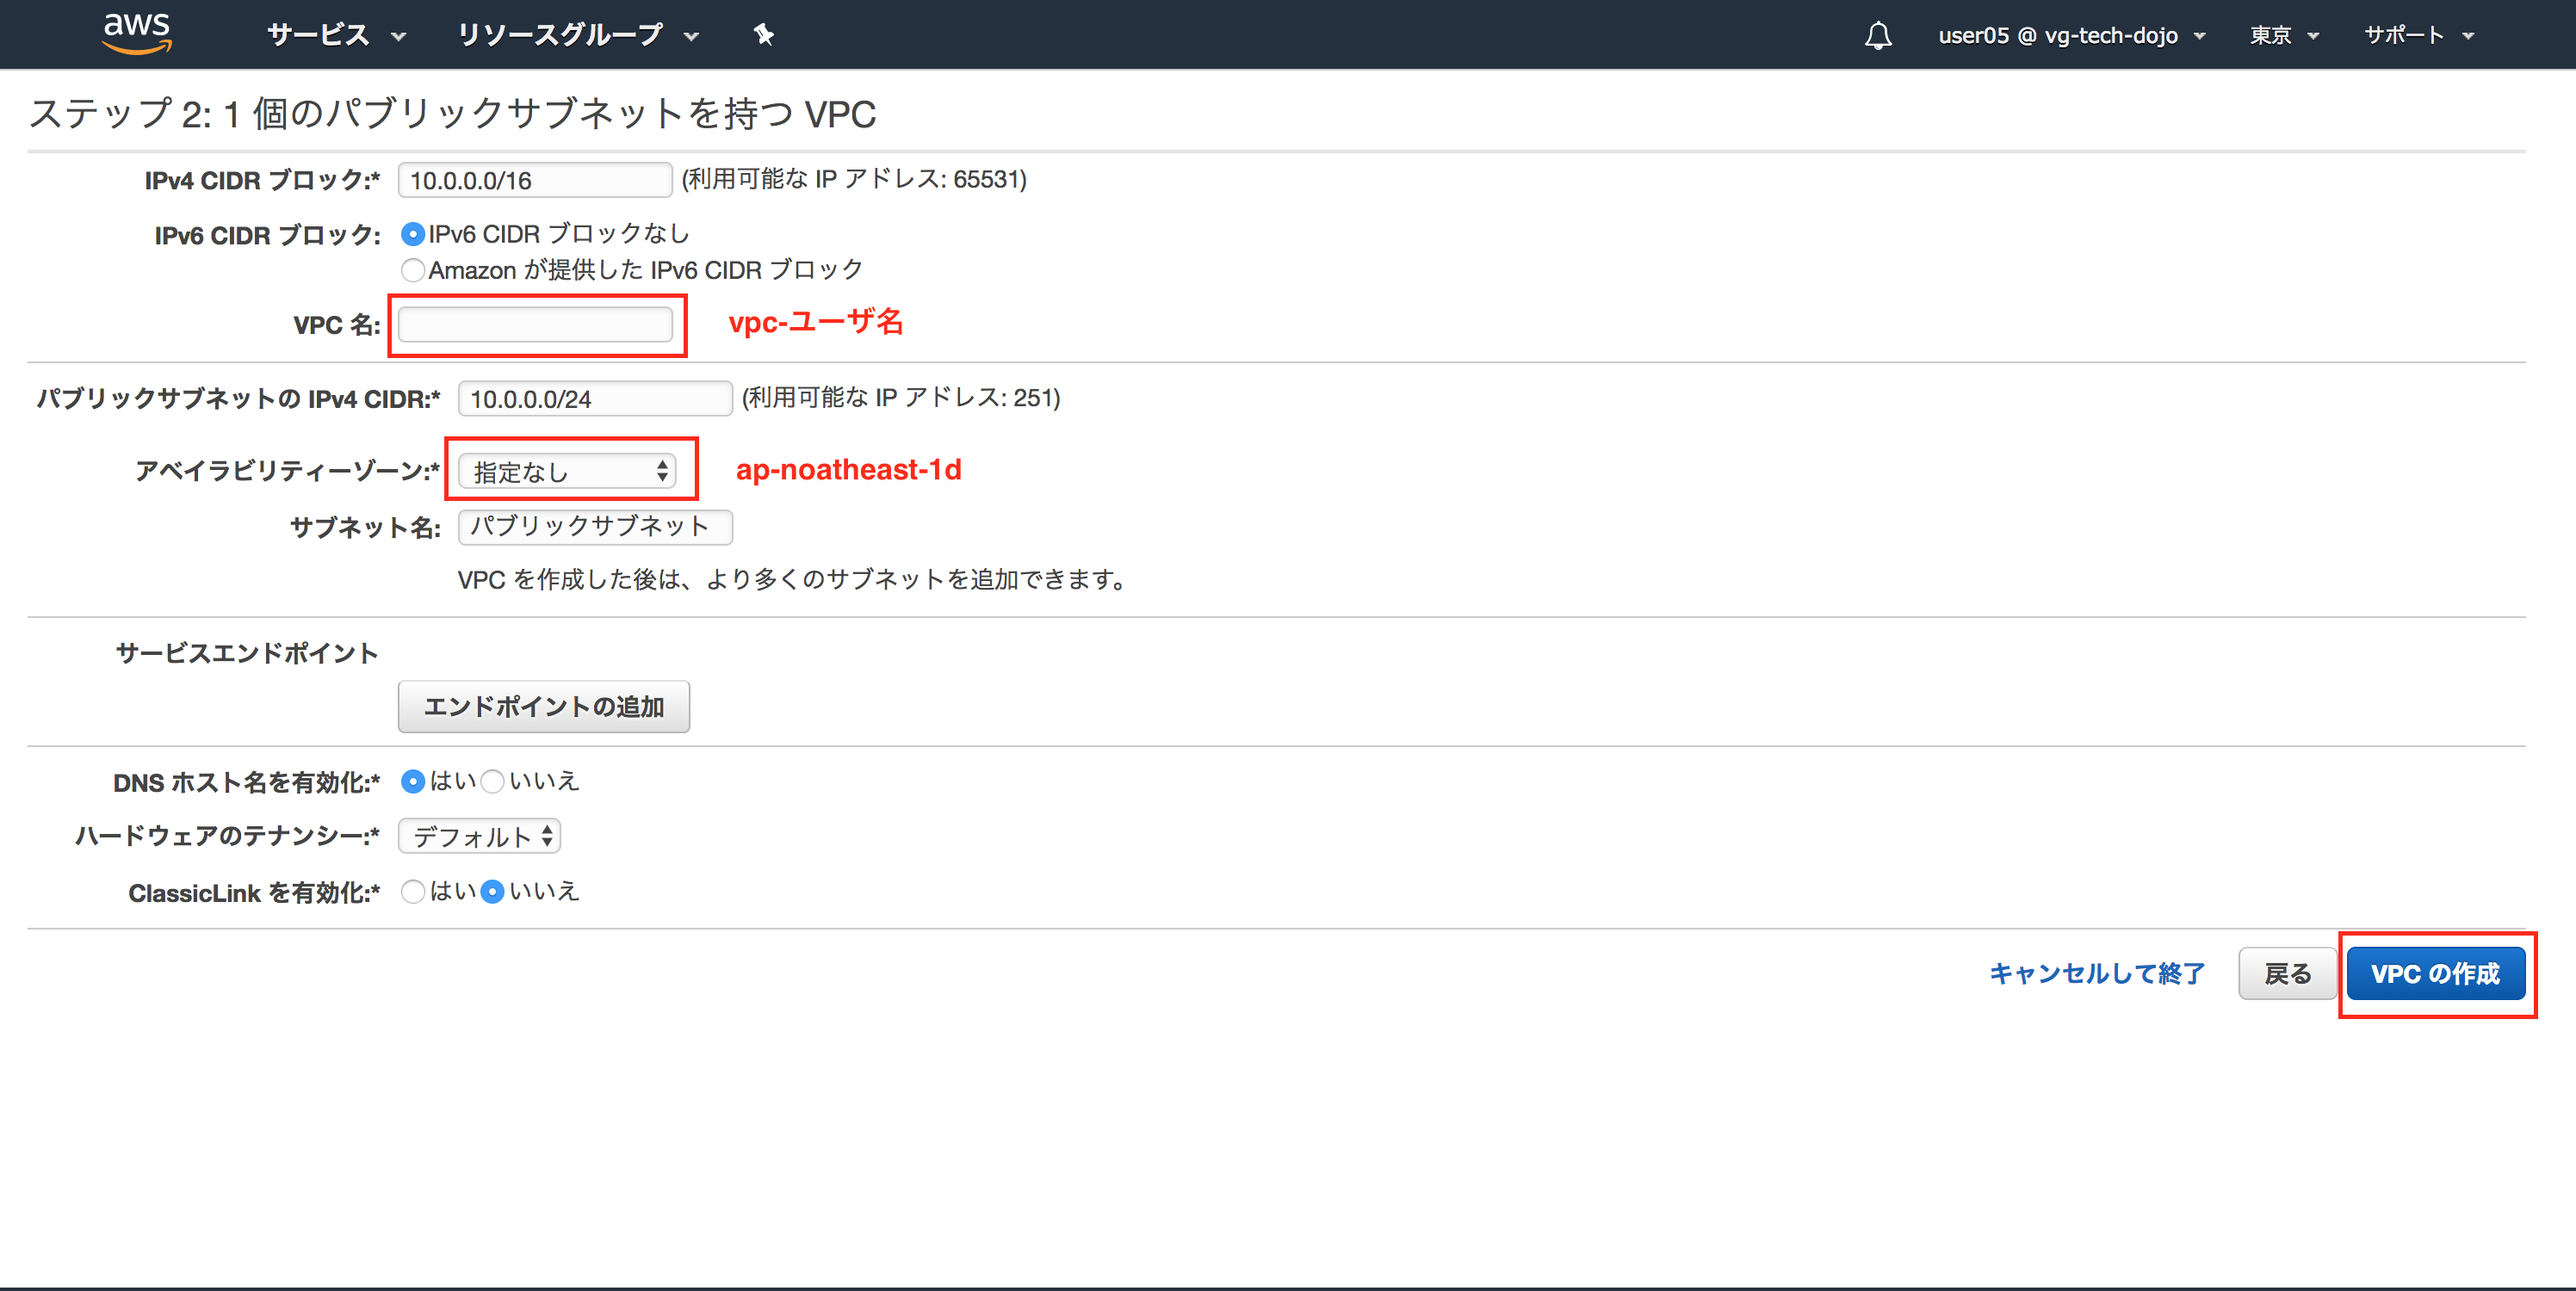 aws サービス リソースグループ user05 @ vg-tech-dojo 東京 サポート
ステップ 2: 1 個のパブリックサブネットを持つ VPC
IPv4 CIDR ブロック:* 10.0.0.0/16 (利用可能な IP アドレス: 65531)
IPv6 CIDR ブロック: IPv6 CIDR ブロックなし
Amazon が提供した IPv6 CIDR ブロック
VPC 名: vpc-ユーザ名
パブリックサブネットの IPv4 CIDR:* 10.0.0.0/24 (利用可能な IP アドレス: 251)
アベイラビリティーゾーン:* 指定なし ap-noatheast-1d
サブネット名: パブリックサブネット
VPC を作成した後は、より多くのサブネットを追加できます。
サービスエンドポイント
エンドポイントの追加
DNS ホスト名を有効化:* はい いいえ
ハードウェアのテナンシー:* デフォルト
ClassicLink を有効化:* はい いいえ
キャンセルして終了 戻る VPC の作成